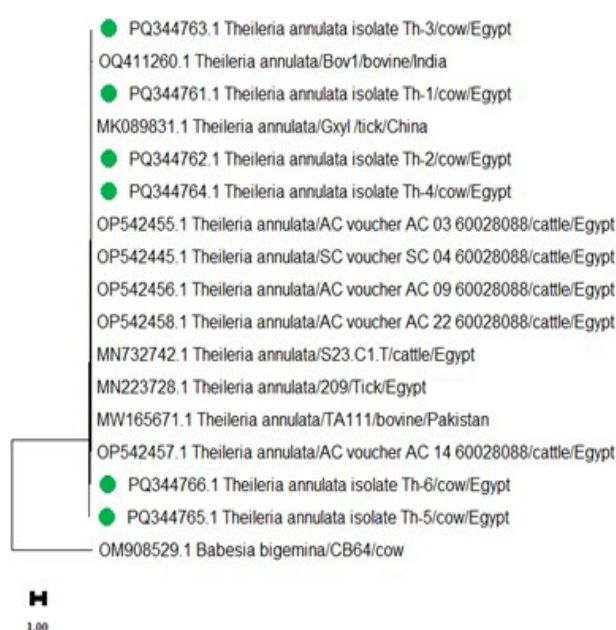 PQ344763.1 Theileria annulata isolate Th-3/cow/Egypt
OQ411260.1 Theileria annulata/Bov1/bovine/India
PQ344761.1 Theileria annulata isolate Th-1/cow/Egypt
MK089831.1 Theileria annulata/Gxyl /tick/China
PQ344762.1 Theileria annulata isolate Th-2/cow/Egypt
PQ344764.1 Theileria annulata isolate Th-4/cow/Egypt
OP542455.1 Theileria annulata/AC voucher AC 03 60028088/cattle/Egypt
OP542445.1 Theileria annulata/SC voucher SC 04 60028088/cattle/Egypt
OP542456.1 Theileria annulata/AC voucher AC 09 60028088/cattle/Egypt
OP542458.1 Theileria annulata/AC voucher AC 22 60028088/cattle/Egypt
MN732742.1 Theileria annulata/S23.C1.T/cattle/Egypt
MN223728.1 Theileria annulata/209/Tick/Egypt
MW165671.1 Theileria annulata/TA111/bovine/Pakistan
OP542457.1 Theileria annulata/AC voucher AC 14 60028088/cattle/Egypt
PQ344766.1 Theileria annulata isolate Th-6/cow/Egypt
PQ344765.1 Theileria annulata isolate Th-5/cow/Egypt
OM908529.1 Babesia bigemina/CB64/cow
1.00